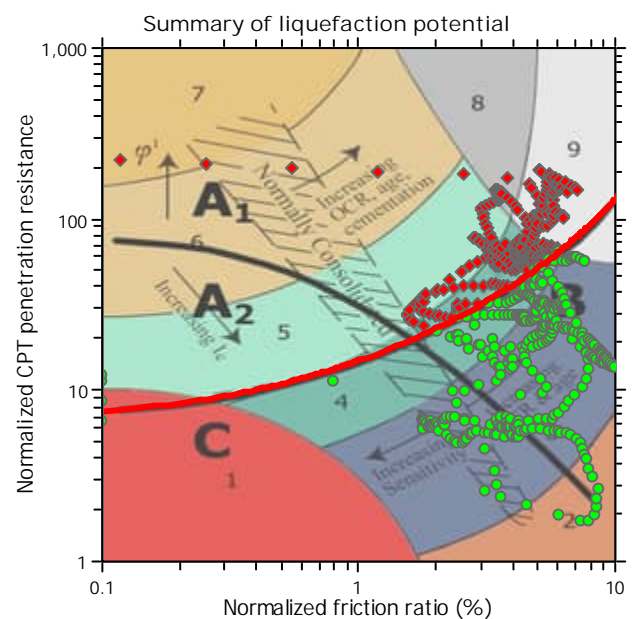 Summary of liquefaction potential
Normalized CPT penetration resistance
1,000
100
10
1
7
8
9
φ'
Increasing
OCR, age,
cementation
Normally Consolidated
A1
6
A2
Increasing Ic
5
B
4
Increasing
Sensitivity
C
1
2
0.1
1
10
Normalized friction ratio (%)